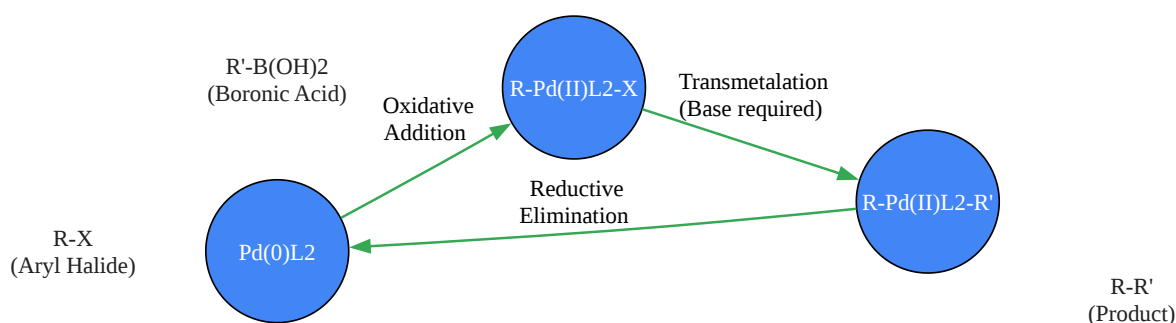 R'-B(OH)2
(Boronic Acid)
R-Pd(II)L2-X
Transmetalation
(Base required)
Oxidative
Addition
Reductive
Elimination
R-Pd(II)L2-R'
R-X
(Aryl Halide)
Pd(0)L2
R-R'
(Product)